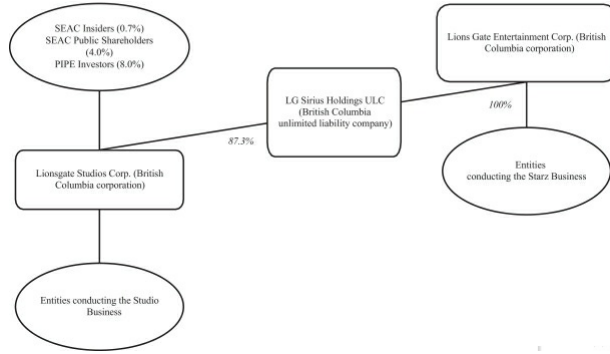 SEAC Insiders (0.7%)
SEAC Public Shareholders
(4.0%)
PIPE Investors (8.0%)
Lions Gate Entertainment Corp. (British
Columbia corporation)
LG Sirius Holdings ULC
(British Columbia
unlimited liability company)
100%
87.3%
Lionsgate Studios Corp. (British
Columbia corporation)
Entities
conducting the Starz Business
Entities conducting the Studio
Business